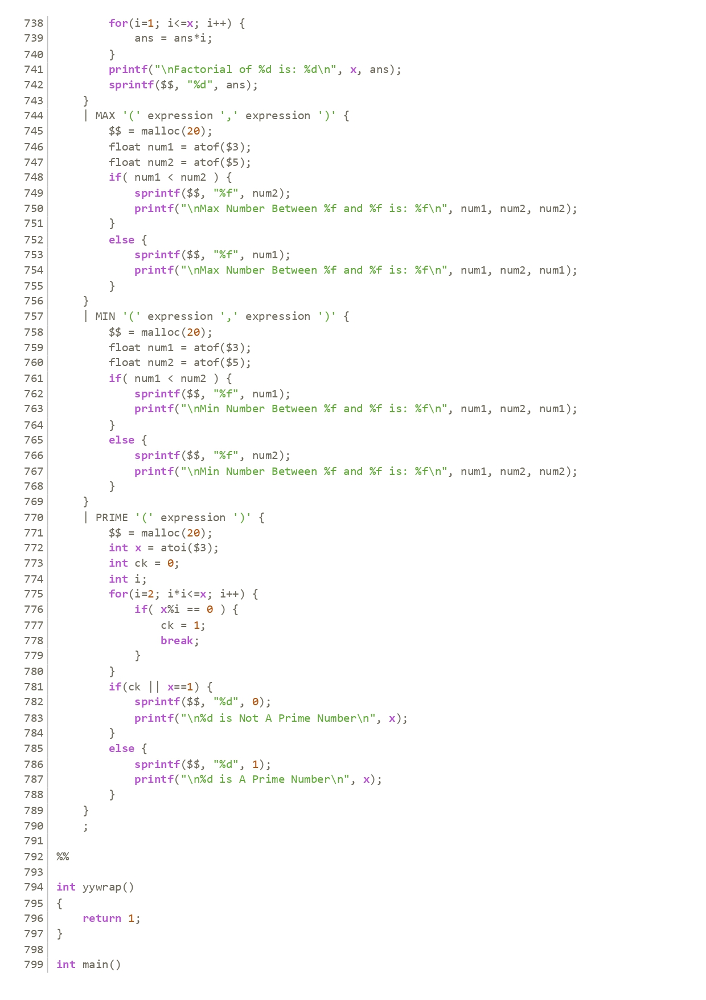 738         for(i=1; i<=x; i++) {
739             ans = ans*i;
740         }
741         printf("\nFactorial of %d is: %d\n", x, ans);
742         sprintf($$, "%d", ans);
743     }
744     | MAX '(' expression ',' expression ')' {
745         $$ = malloc(20);
746         float num1 = atof($3);
747         float num2 = atof($5);
748         if( num1 < num2 ) {
749             sprintf($$, "%f", num2);
750             printf("\nMax Number Between %f and %f is: %f\n", num1, num2, num2);
751         }
752         else {
753             sprintf($$, "%f", num1);
754             printf("\nMax Number Between %f and %f is: %f\n", num1, num2, num1);
755         }
756     }
757     | MIN '(' expression ',' expression ')' {
758         $$ = malloc(20);
759         float num1 = atof($3);
760         float num2 = atof($5);
761         if( num1 < num2 ) {
762             sprintf($$, "%f", num1);
763             printf("\nMin Number Between %f and %f is: %f\n", num1, num2, num1);
764         }
765         else {
766             sprintf($$, "%f", num2);
767             printf("\nMin Number Between %f and %f is: %f\n", num1, num2, num2);
768         }
769     }
770     | PRIME '(' expression ')' {
771         $$ = malloc(20);
772         int x = atoi($3);
773         int ck = 0;
774         int i;
775         for(i=2; i*i<=x; i++) {
776             if( x%i == 0 ) {
777                 ck = 1;
778                 break;
779             }
780         }
781         if(ck || x==1) {
782             sprintf($$, "%d", 0);
783             printf("\n%d is Not A Prime Number\n", x);
784         }
785         else {
786             sprintf($$, "%d", 1);
787             printf("\n%d is A Prime Number\n", x);
788         }
789     }
790     ;
791
792 %%
793
794 int yywrap()
795 {
796     return 1;
797 }
798
799 int main()